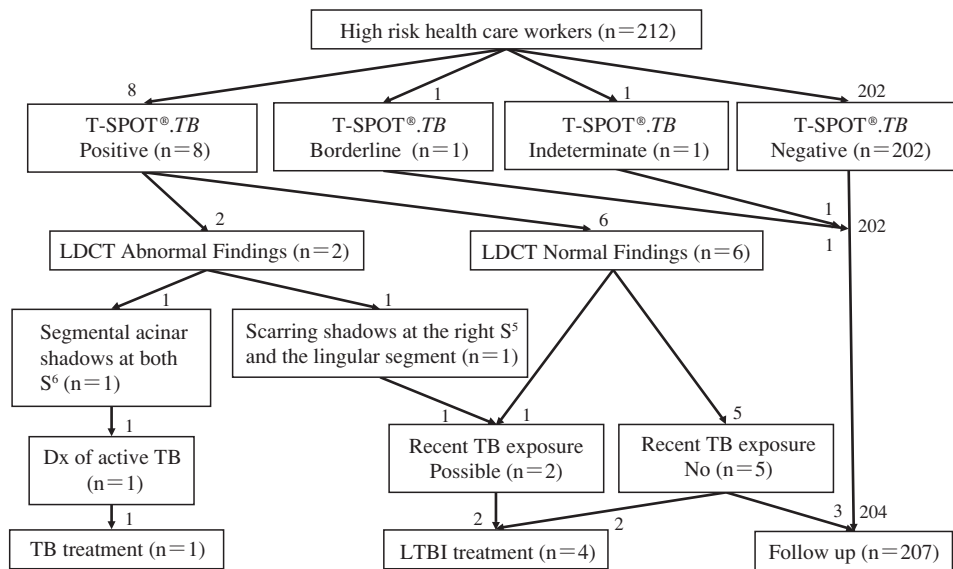 High risk health care workers (n=212)
8
1
1
202
T-SPOT®.TB
Positive (n=8)
T-SPOT®.TB
Borderline (n=1)
T-SPOT®.TB
Indeterminate (n=1)
T-SPOT®.TB
Negative (n=202)
2
6
1
1
202
LDCT Abnormal Findings (n=2)
LDCT Normal Findings (n=6)
1
1
Segmental acinar
shadows at both
S⁶ (n=1)
Scarring shadows at the right S⁵
and the lingular segment (n=1)
1
1
1
5
Dx of active TB
(n=1)
Recent TB exposure
Possible (n=2)
Recent TB exposure
No (n=5)
1
2
2
3
204
TB treatment (n=1)
LTBI treatment (n=4)
Follow up (n=207)